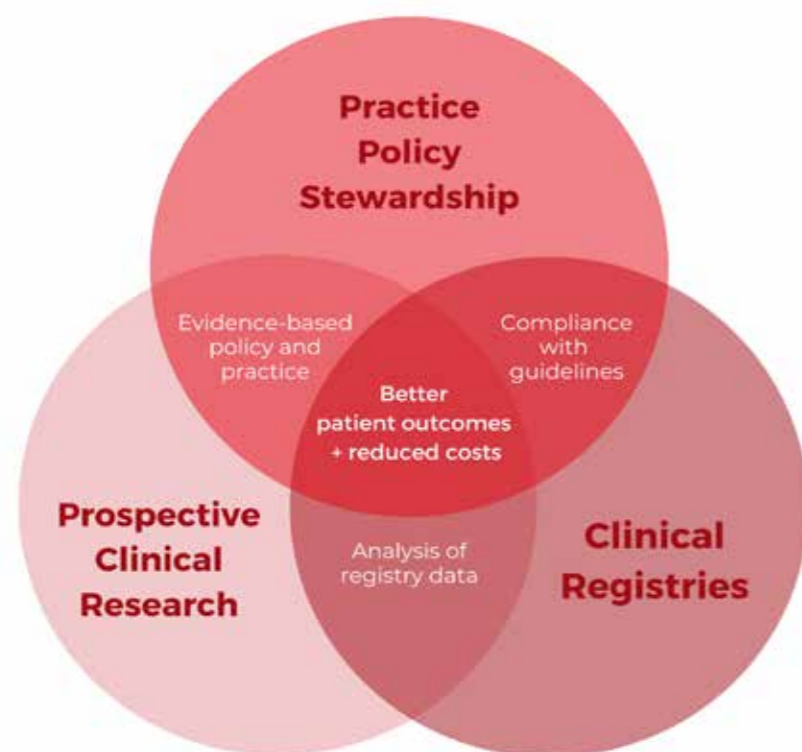 Practice
Policy
Stewardship
Evidence-based
policy and
practice
Compliance
with
guidelines
Better
patient outcomes
+ reduced costs
Prospective
Clinical
Research
Analysis of
registry data
Clinical
Registries